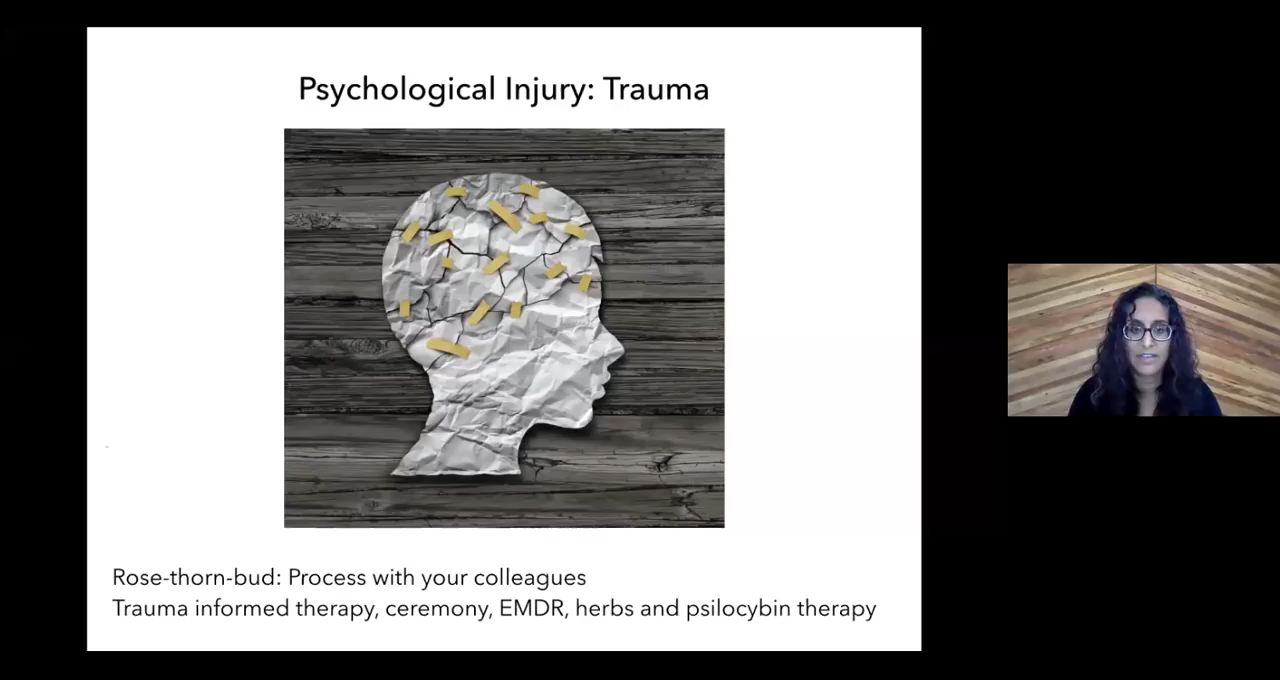 Psychological Injury: Trauma
Rose-thorn-bud: Process with your colleagues
Trauma informed therapy, ceremony, EMDR, herbs and psilocybin therapy